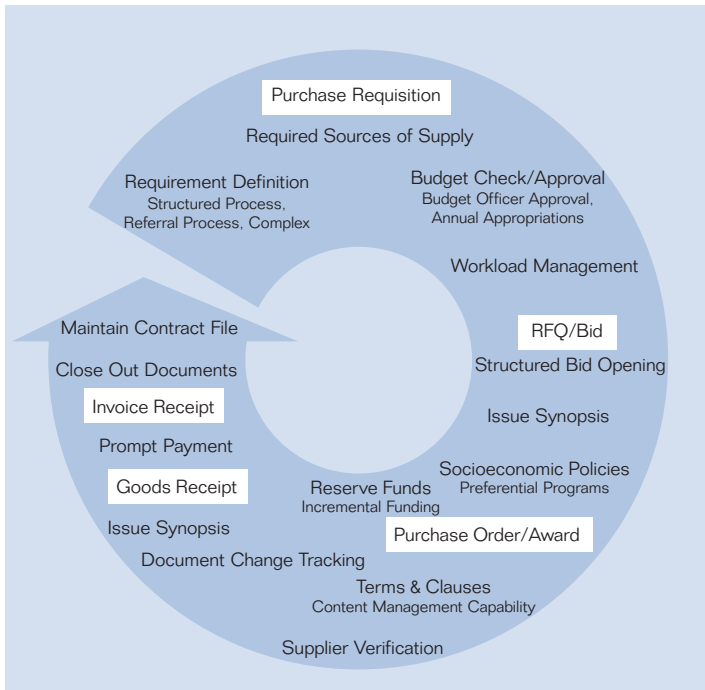 Purchase Requisition
Required Sources of Supply
Requirement Definition
Structured Process,
Referral Process, Complex
Budget Check/Approval
Budget Officer Approval,
Annual Appropriations
Workload Management
RFQ/Bid
Structured Bid Opening
Issue Synopsis
Socioeconomic Policies
Preferential Programs
Reserve Funds
Incremental Funding
Purchase Order/Award
Terms & Clauses
Content Management Capability
Supplier Verification
Document Change Tracking
Issue Synopsis
Goods Receipt
Prompt Payment
Invoice Receipt
Close Out Documents
Maintain Contract File